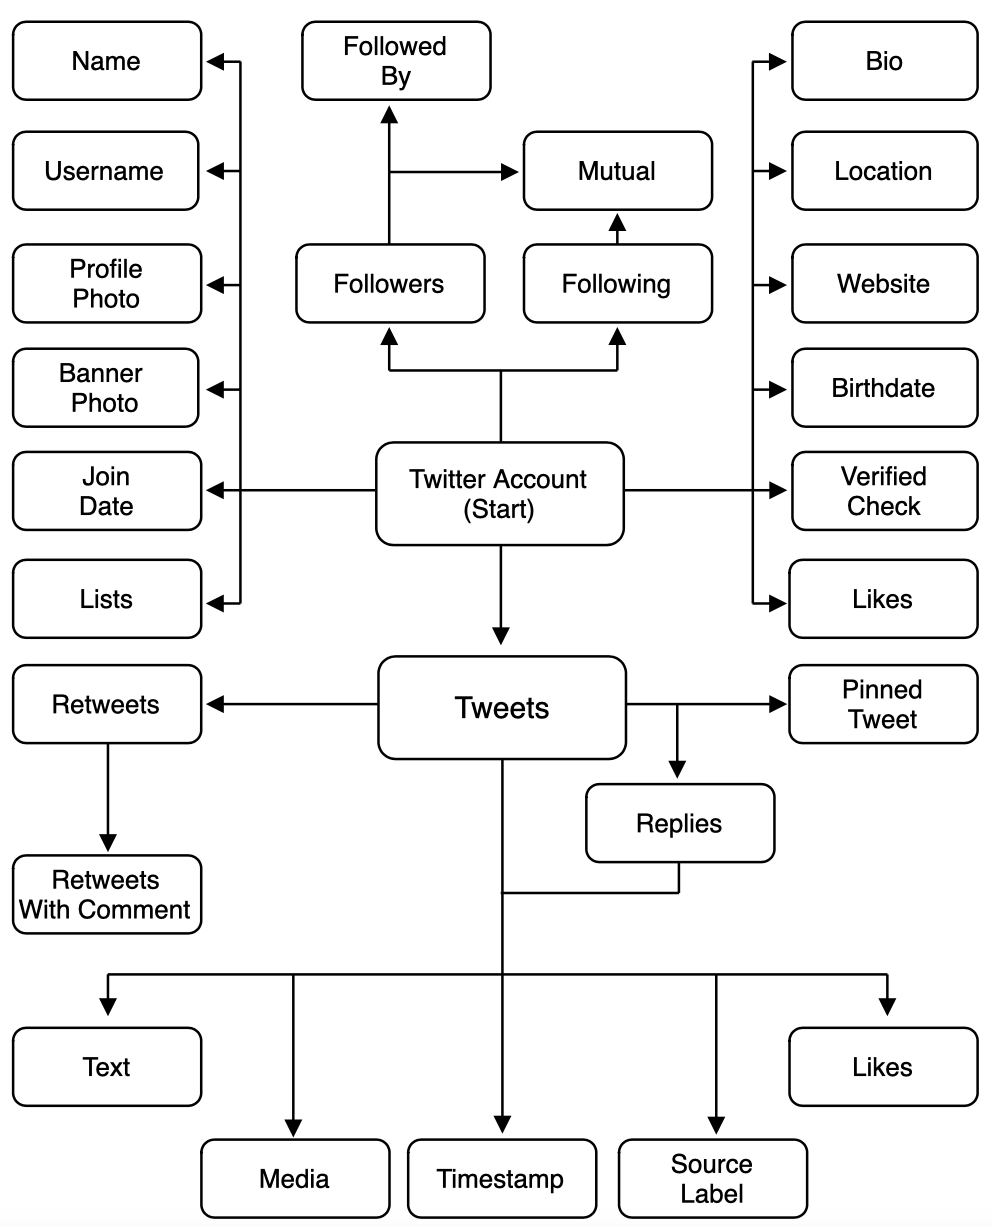 Name
Followed
By
Bio
Username
Mutual
Location
Profile
Photo
Followers
Following
Website
Banner
Photo
Birthdate
Join
Date
Twitter Account
(Start)
Verified
Check
Lists
Likes
Retweets
Tweets
Pinned
Tweet
Replies
Retweets
With Comment
Text
Likes
Media
Timestamp
Source
Label